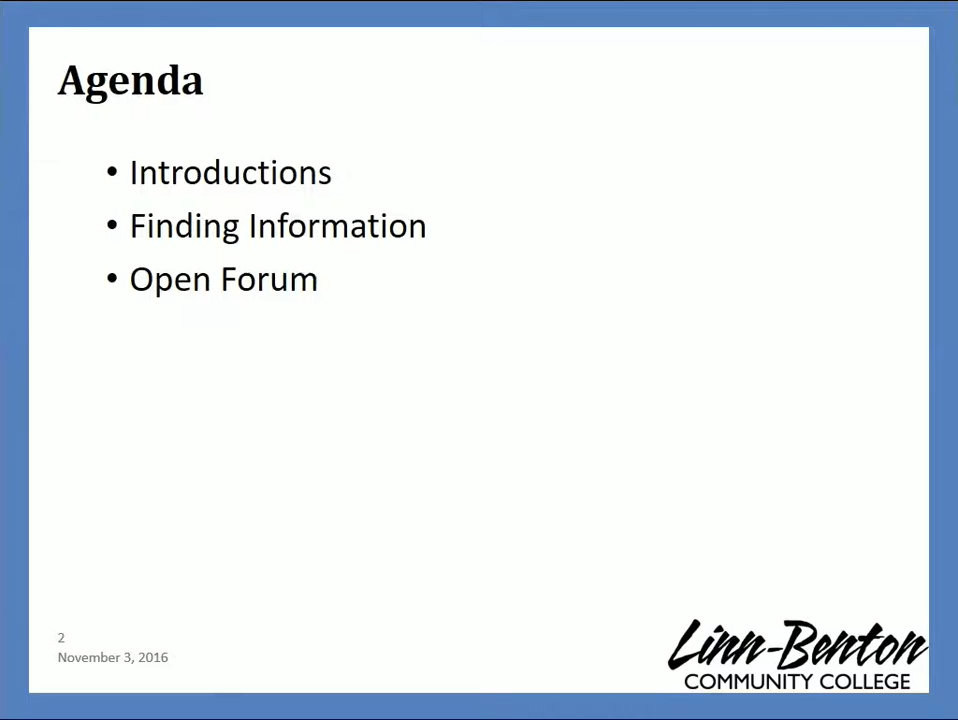 Agenda
• Introductions
• Finding Information
• Open Forum
2
November 3, 2016
Linn-Benton
COMMUNITY COLLEGE